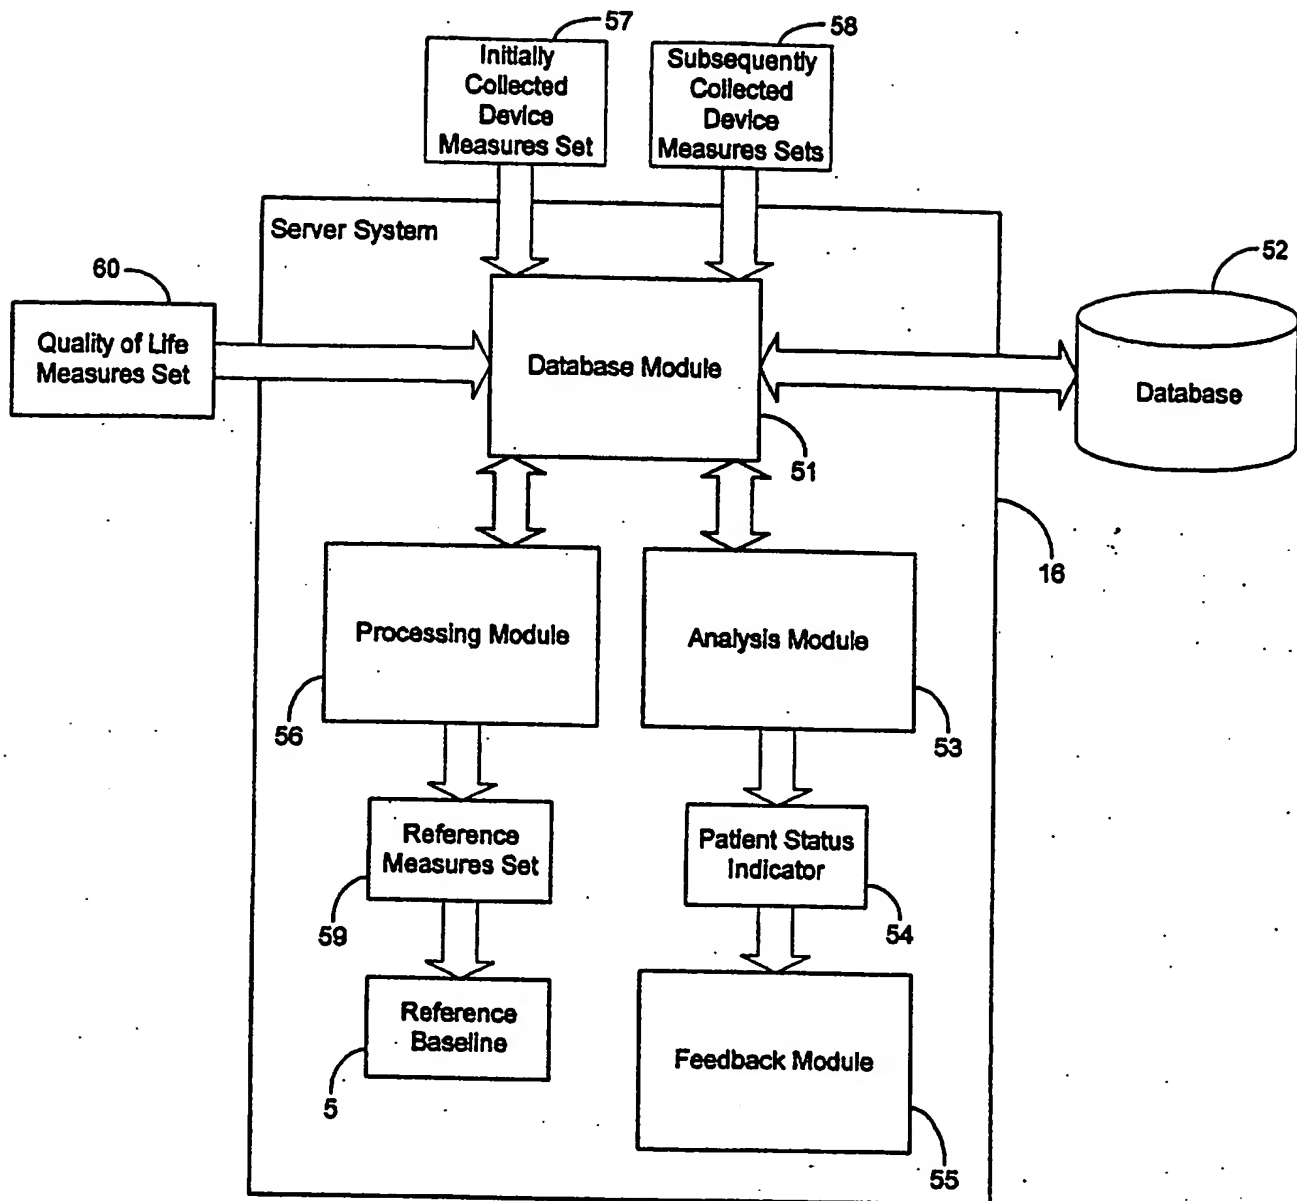 57
58
Initially
Collected
Device
Measures Set
Subsequently
Collected
Device
Measures Sets
Server System
60
52
Quality of Life
Measures Set
Database Module
Database
51
16
Processing Module
Analysis Module
56
53
Reference
Measures Set
Patient Status
Indicator
59
54
Reference
Baseline
Feedback Module
5
55